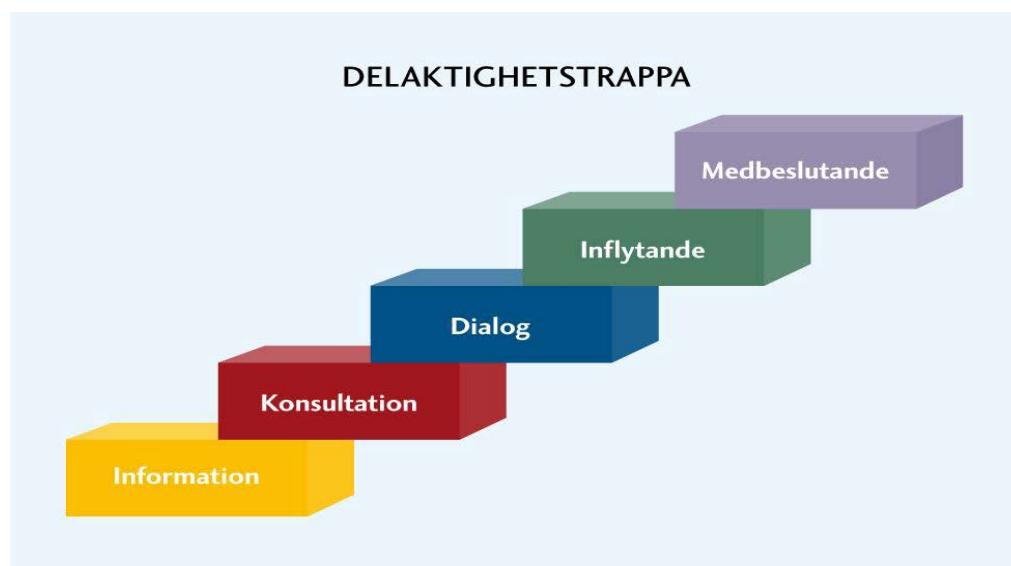 DELAKTIGHETSTRAPPA
Medbeslutande
Inflytande
Dialog
Konsultation
Information